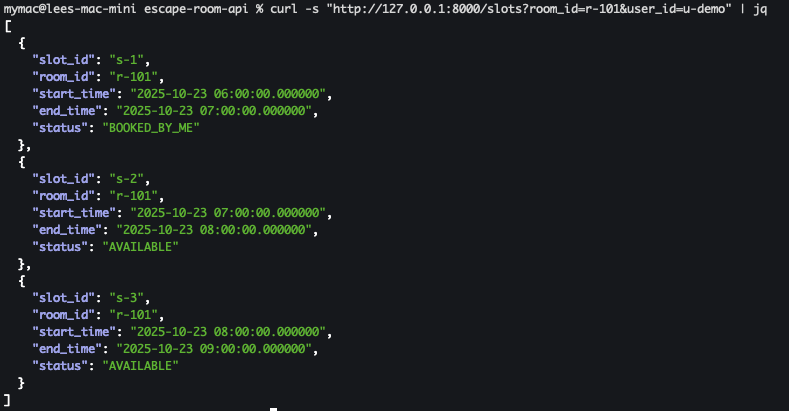 mymac@lees-mac-mini escape-room-api % curl -s "http://127.0.0.1:8000/slots?room_id=r-101&user_id=u-demo" | jq
[
  {
    "slot_id": "s-1",
    "room_id": "r-101",
    "start_time": "2025-10-23 06:00:00.000000",
    "end_time": "2025-10-23 07:00:00.000000",
    "status": "BOOKED_BY_ME"
  },
  {
    "slot_id": "s-2",
    "room_id": "r-101",
    "start_time": "2025-10-23 07:00:00.000000",
    "end_time": "2025-10-23 08:00:00.000000",
    "status": "AVAILABLE"
  },
  {
    "slot_id": "s-3",
    "room_id": "r-101",
    "start_time": "2025-10-23 08:00:00.000000",
    "end_time": "2025-10-23 09:00:00.000000",
    "status": "AVAILABLE"
  }
]